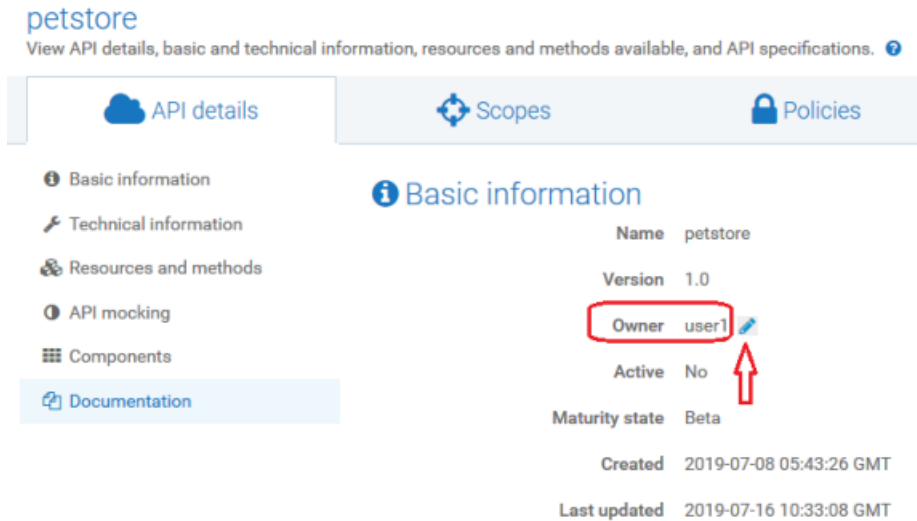 petstore
View API details, basic and technical information, resources and methods available, and API specifications.
API details
Scopes
Policies
Basic information
Technical information
Resources and methods
API mocking
Components
Documentation
Basic information
Name petstore
Version 1.0
Owner user1
Active No
Maturity state Beta
Created 2019-07-08 05:43:26 GMT
Last updated 2019-07-16 10:33:08 GMT